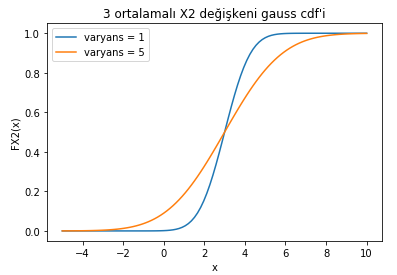 3 ortalamalı X2 değişkeni gauss cdf'i
varyans = 1
varyans = 5
FX2(x)
1.0
0.8
0.6
0.4
0.2
0.0
−4
−2
0
2
4
6
8
10
x